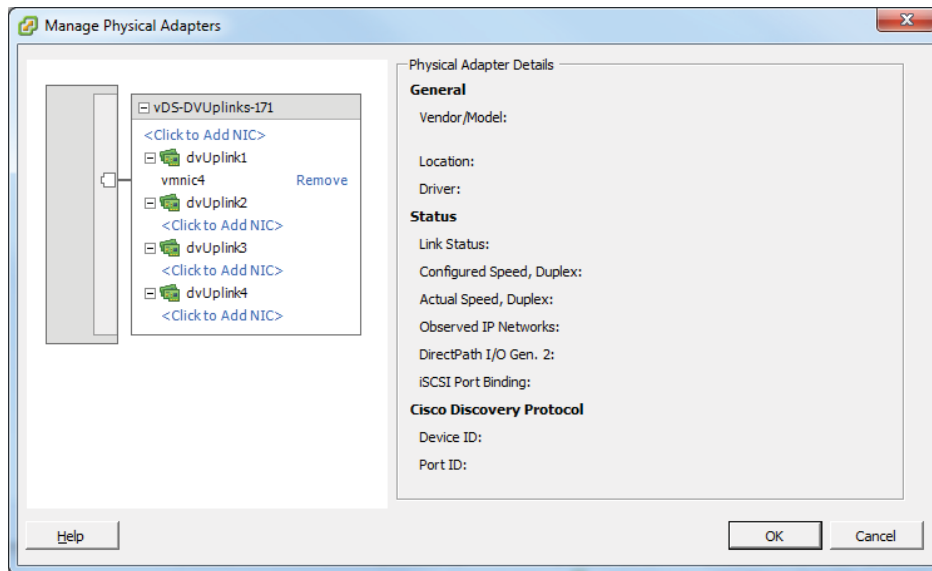 Manage Physical Adapters
vDS-DVUplinks-171
<Click to Add NIC>
dvUplink1
vmnic4 Remove
dvUplink2
<Click to Add NIC>
dvUplink3
<Click to Add NIC>
dvUplink4
<Click to Add NIC>
Physical Adapter Details
General
Vendor/Model:
Location:
Driver:
Status
Link Status:
Configured Speed, Duplex:
Actual Speed, Duplex:
Observed IP Networks:
DirectPath I/O Gen. 2:
iSCSI Port Binding:
Cisco Discovery Protocol
Device ID:
Port ID:
Help OK Cancel